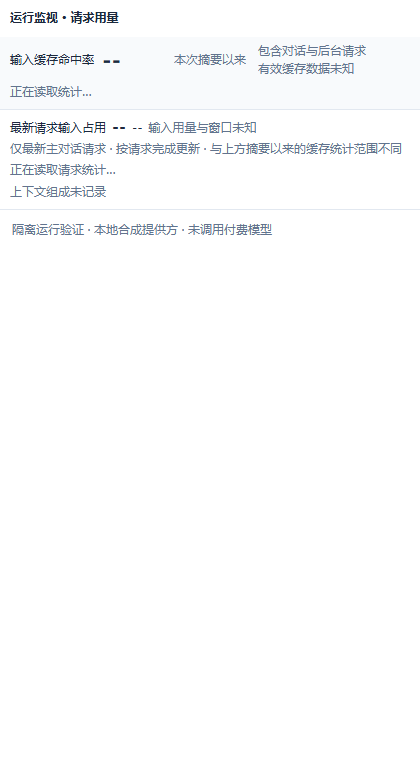 运行监视・请求用量
输入缓存命中率 -- 本次摘要以来 包含对话与后台请求
有效缓存数据未知
正在读取统计...
最新请求输入占用 -- -- 输入用量与窗口未知
仅最新主对话请求 · 按请求完成更新 · 与上方摘要以来的缓存统计范围不同
正在读取请求统计...
上下文组成未记录
隔离运行验证 · 本地合成提供方 · 未调用付费模型